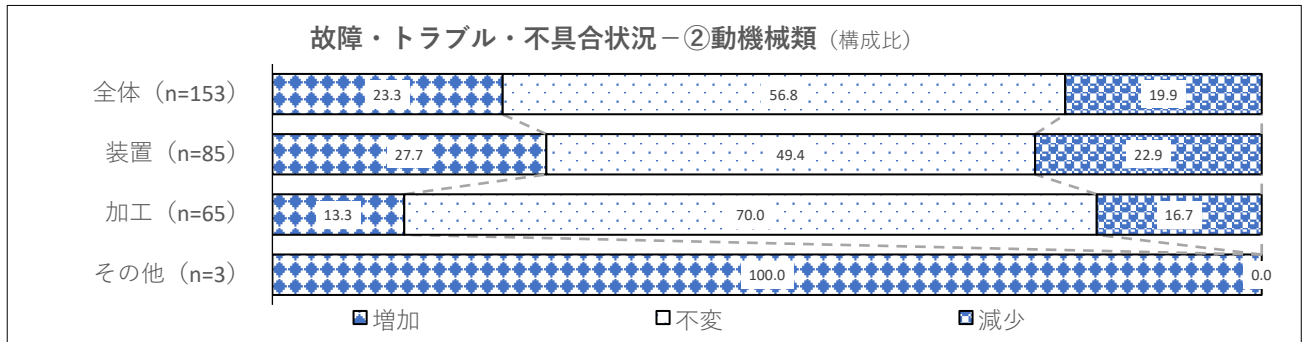 故障・トラブル・不具合状況－②動機械類（構成比）
全体（n=153） 23.3 56.8 19.9
装置（n=85） 27.7 49.4 22.9
加工（n=65） 13.3 70.0 16.7
その他（n=3） 100.0 0.0
増加 不変 減少